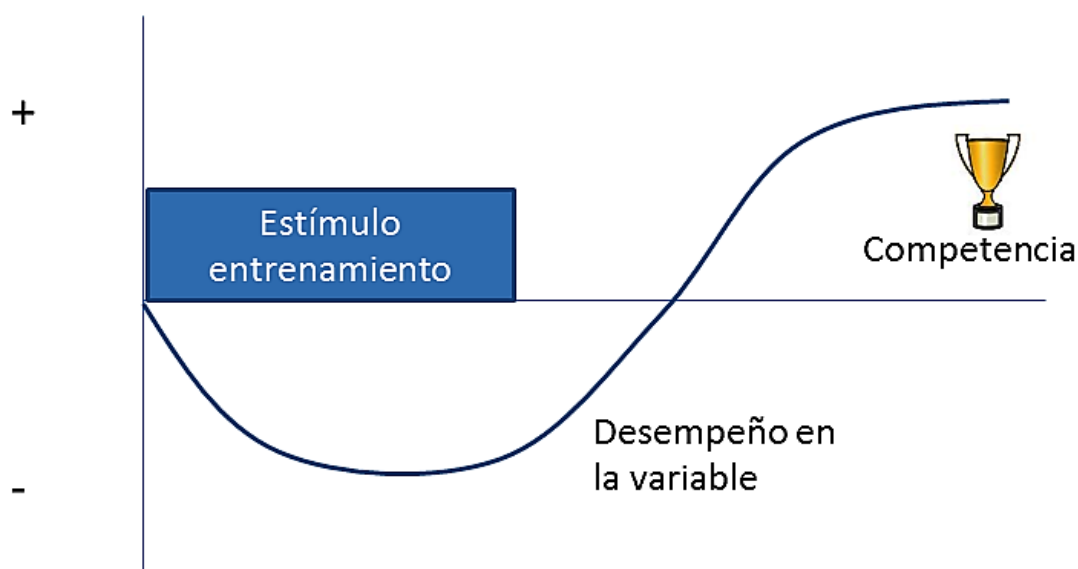 +
Estímulo
entrenamiento
Competencia
Desempeño en
la variable
-